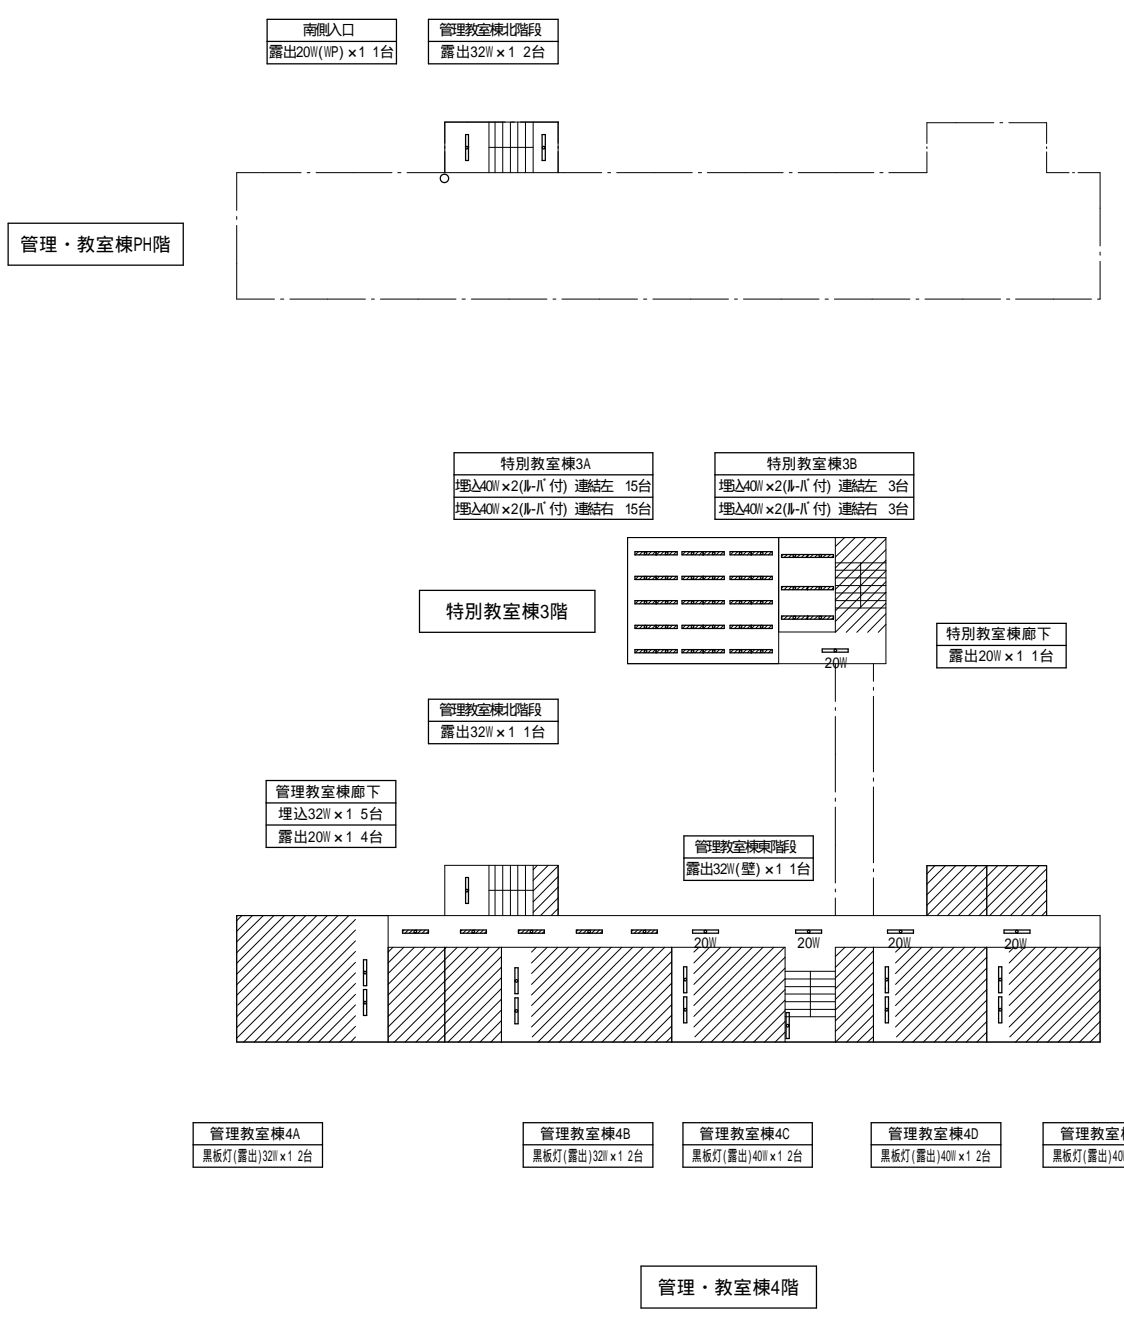 南側入口
露出20W(WP)×1 1台
管理教室棟北階段
露出32W×1 2台
管理・教室棟PH階
特別教室棟3A
埋込40W×2(ﾙｰﾊﾞ付) 連結左 15台
埋込40W×2(ﾙｰﾊﾞ付) 連結右 15台
特別教室棟3B
埋込40W×2(ﾙｰﾊﾞ付) 連結左 3台
埋込40W×2(ﾙｰﾊﾞ付) 連結右 3台
特別教室棟3階
特別教室棟廊下
露出20W×1 1台
20W
管理教室棟北階段
露出32W×1 1台
管理教室棟廊下
埋込32W×1 5台
露出20W×1 4台
管理教室棟東階段
露出32W(壁)×1 1台
20W
20W
20W
20W
管理教室棟4A
黒板灯(露出)32W×1 2台
管理教室棟4B
黒板灯(露出)32W×1 2台
管理教室棟4C
黒板灯(露出)40W×1 2台
管理教室棟4D
黒板灯(露出)40W×1 2台
管理教室
黒板灯(露出)40
管理・教室棟4階